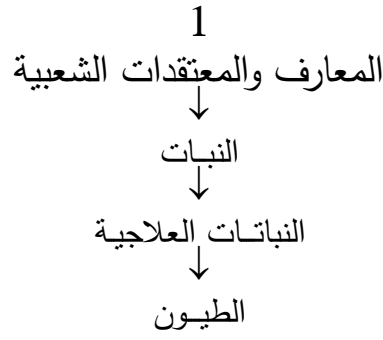 1
المعارف والمعتقدات الشعبية
↓
النبات
↓
النباتات العلاجية
↓
الطيون